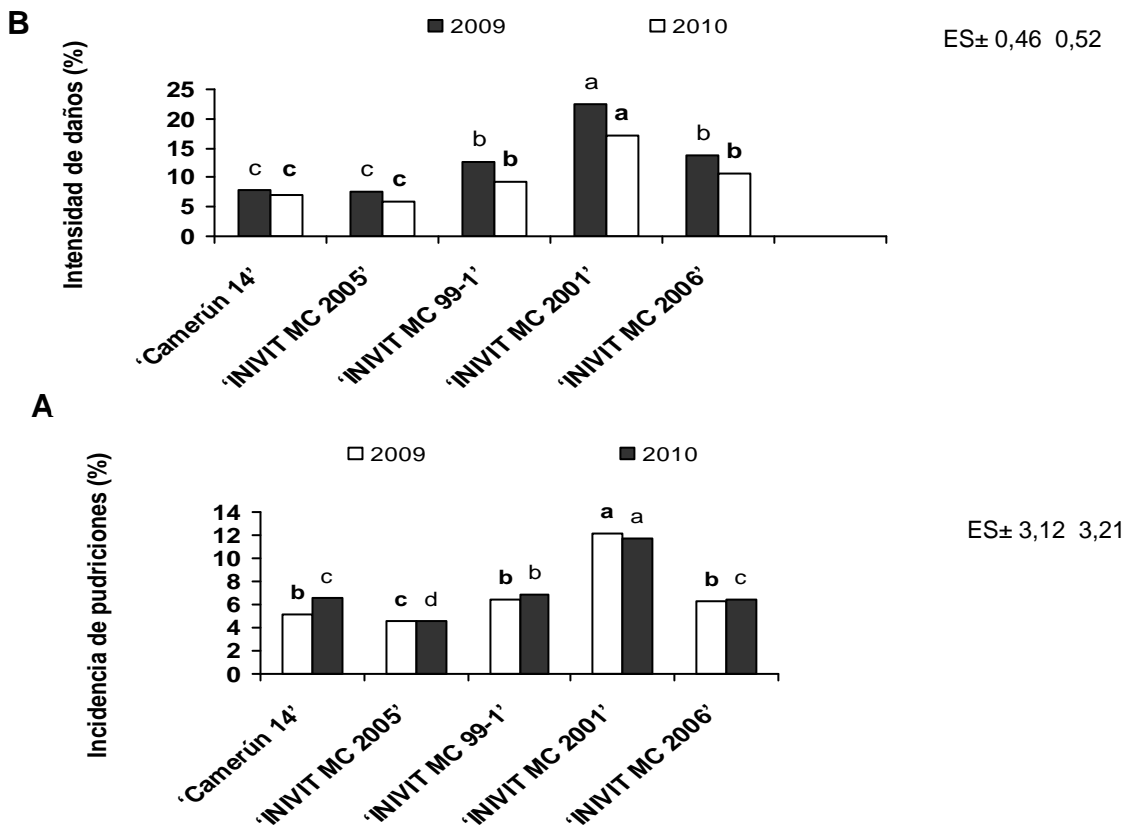 B
2009 2010
ES± 0,46 0,52
Intensidad de daños (%)
25
20
15
10
5
0
c c c c b b a a b b
‘Camerún 14’
‘INIVIT MC 2005’
‘INIVIT MC 99-1’
‘INIVIT MC 2001’
‘INIVIT MC 2006’
A
2009 2010
ES± 3,12 3,21
Incidencia de pudriciones (%)
14
12
10
8
6
4
2
0
b c c d b b a a b c
‘Camerún 14’
‘INIVIT MC 2005’
‘INIVIT MC 99-1’
‘INIVIT MC 2001’
‘INIVIT MC 2006’